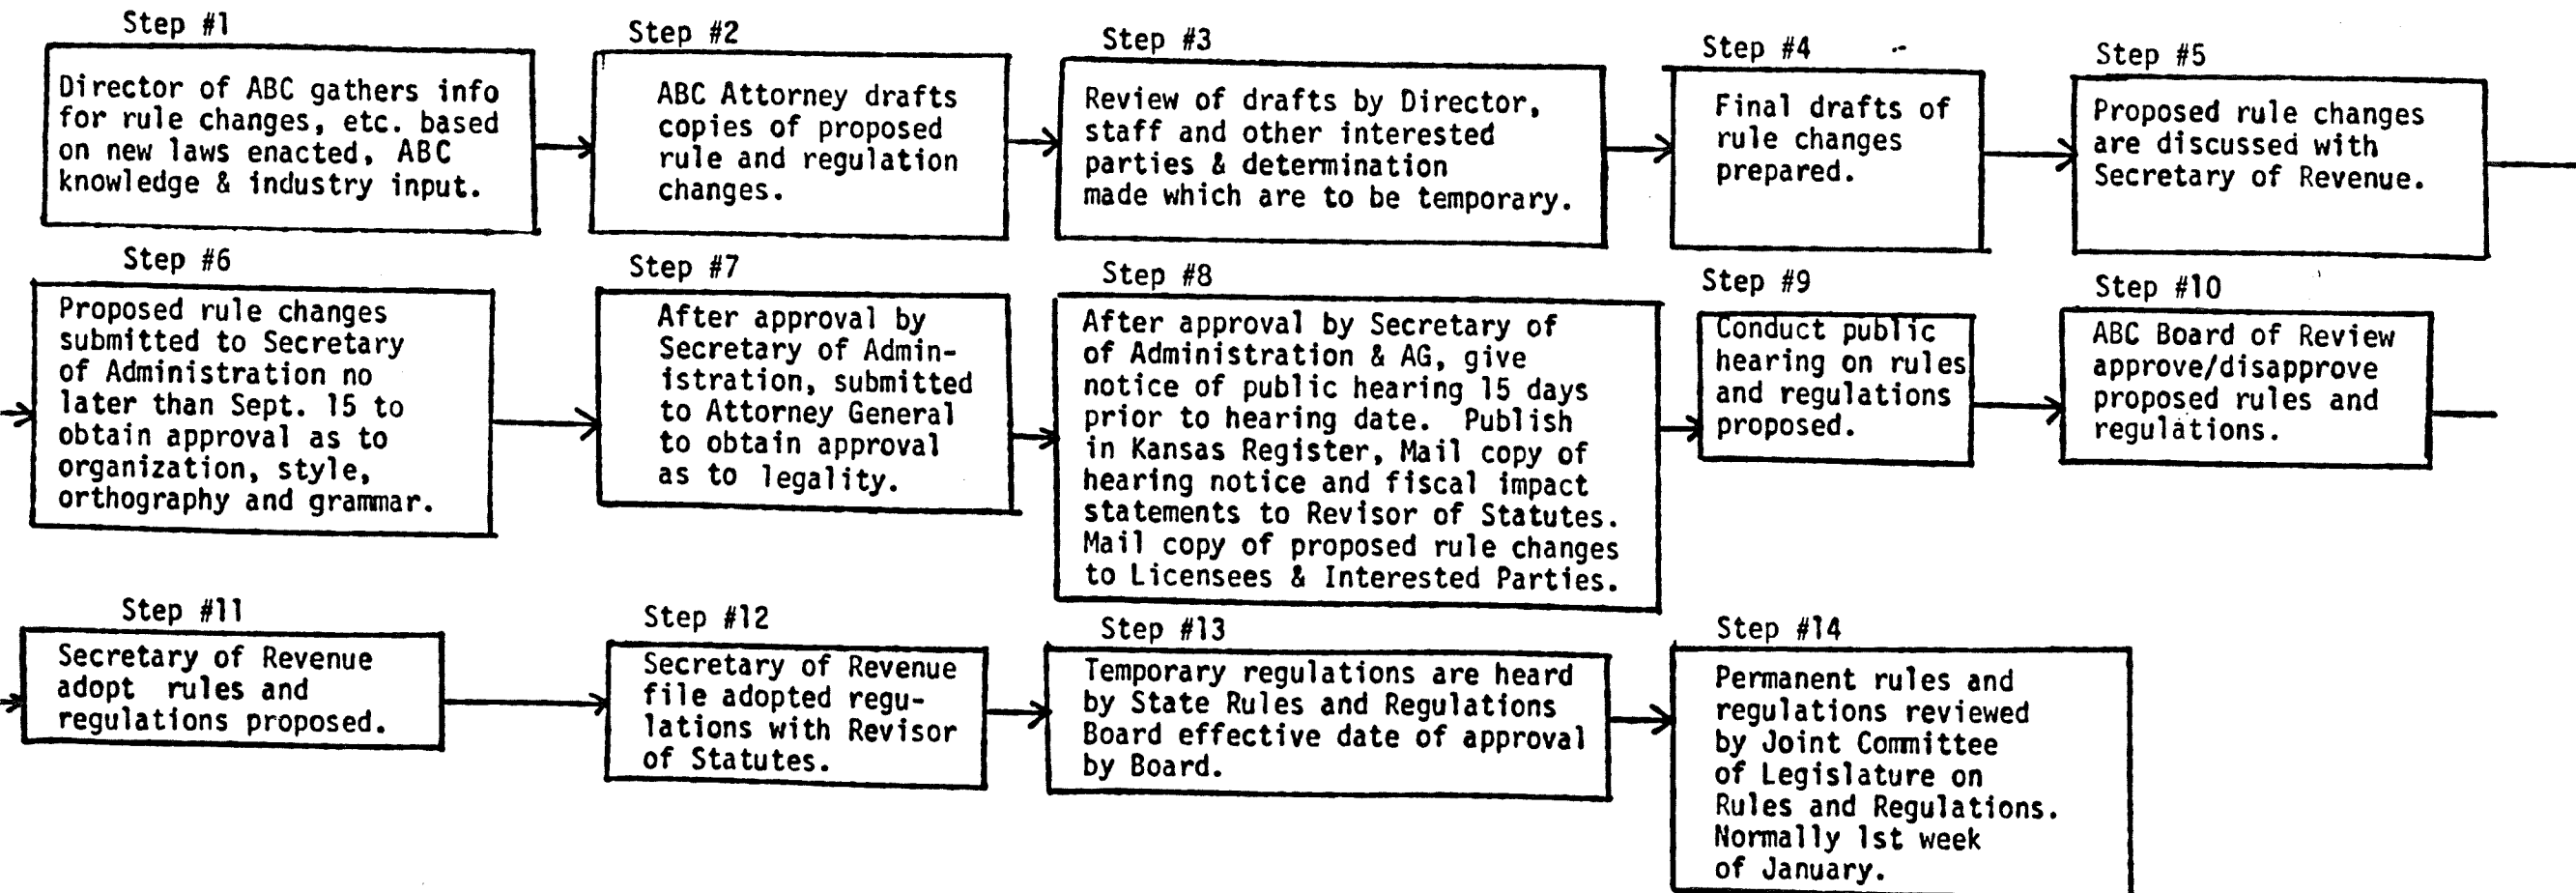 Step #1
Director of ABC gathers info
for rule changes, etc. based
on new laws enacted, ABC
knowledge & industry input.
Step #2
ABC Attorney drafts
copies of proposed
rule and regulation
changes.
Step #3
Review of drafts by Director,
staff and other interested
parties & determination
made which are to be temporary.
Step #4
Final drafts of
rule changes
prepared.
Step #5
Proposed rule changes
are discussed with
Secretary of Revenue.
Step #6
Proposed rule changes
submitted to Secretary
of Administration no
later than Sept. 15 to
obtain approval as to
organization, style,
orthography and grammar.
Step #7
After approval by
Secretary of Admin-
istration, submitted
to Attorney General
to obtain approval
as to legality.
Step #8
After approval by Secretary of
of Administration & AG, give
notice of public hearing 15 days
prior to hearing date. Publish
in Kansas Register, Mail copy of
hearing notice and fiscal impact
statements to Revisor of Statutes.
Mail copy of proposed rule changes
to Licensees & Interested Parties.
Step #9
Conduct public
hearing on rules
and regulations
proposed.
Step #10
ABC Board of Review
approve/disapprove
proposed rules and
regulations.
Step #11
Secretary of Revenue
adopt rules and
regulations proposed.
Step #12
Secretary of Revenue
file adopted regu-
lations with Revisor
of Statutes.
Step #13
Temporary regulations are heard
by State Rules and Regulations
Board effective date of approval
by Board.
Step #14
Permanent rules and
regulations reviewed
by Joint Committee
of Legislature on
Rules and Regulations.
Normally 1st week
of January.